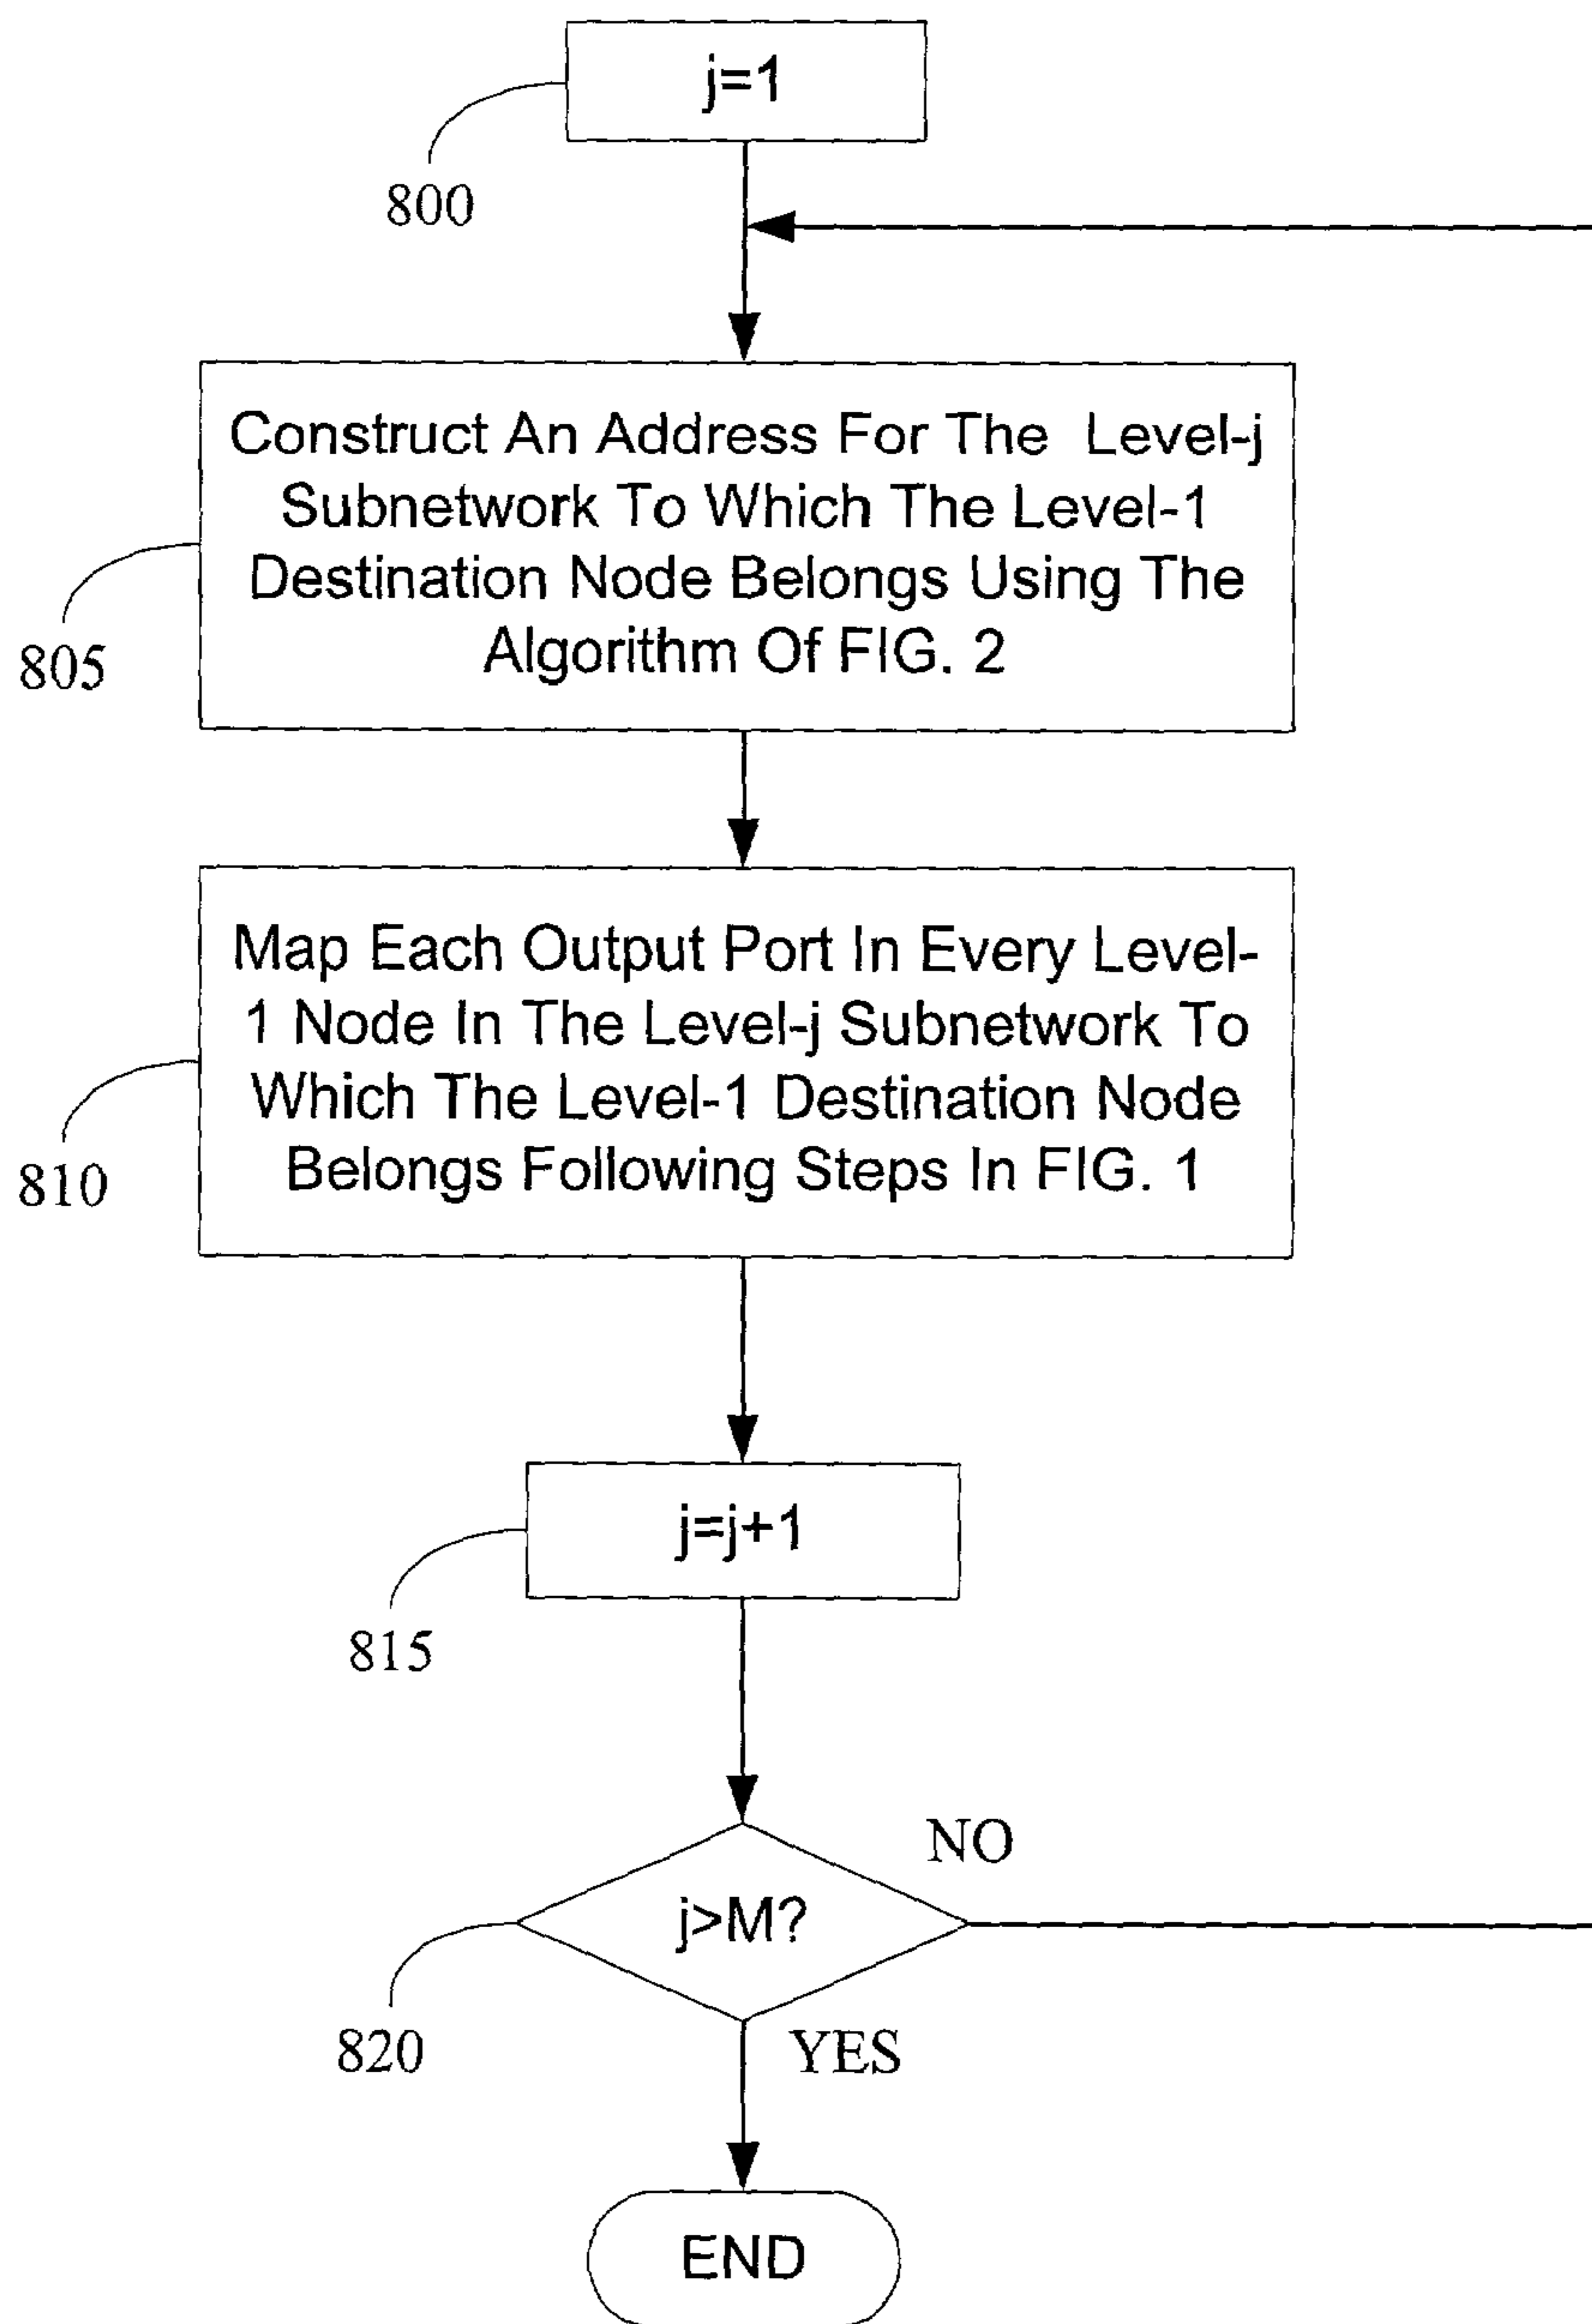 j=1
800
Construct An Address For The Level-j
Subnetwork To Which The Level-1
Destination Node Belongs Using The
Algorithm Of FIG. 2
805
Map Each Output Port In Every Level-
1 Node In The Level-j Subnetwork To
Which The Level-1 Destination Node
Belongs Following Steps In FIG. 1
810
j=j+1
815
NO
j>M?
820
YES
END